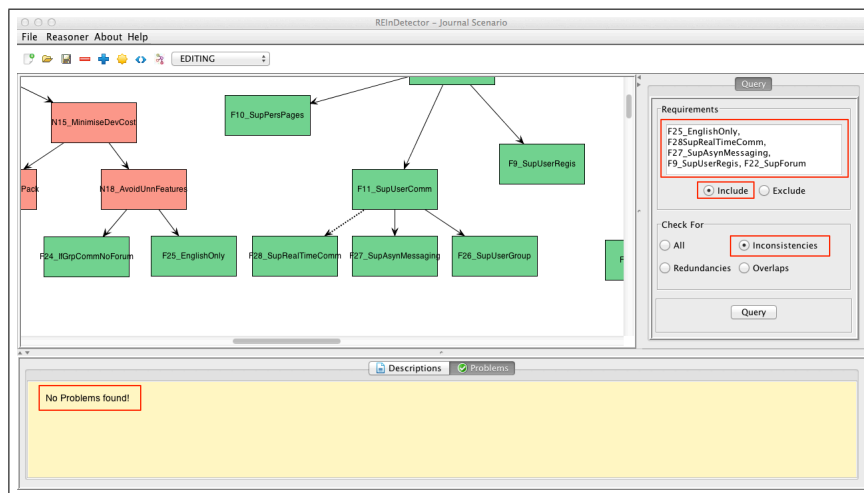 REInDetector – Journal Scenario
File Reasoner About Help
EDITING
N15_MinimiseDevCost
F10_SupPersPages
F9_SupUserRegis
Pack
N18_AvoidUnnFeatures
F11_SupUserComm
F24_IfGrpCommNoForum
F25_EnglishOnly
F28_SupRealTimeComm
F27_SupAsynMessaging
F26_SupUserGroup
F
Query
Requirements
F25_EnglishOnly,
F28SupRealTimeComm,
F27_SupAsynMessaging,
F9_SupUserRegis, F22_SupForum
Include Exclude
Check For
All Inconsistencies
Redundancies Overlaps
Query
Descriptions Problems
No Problems found!